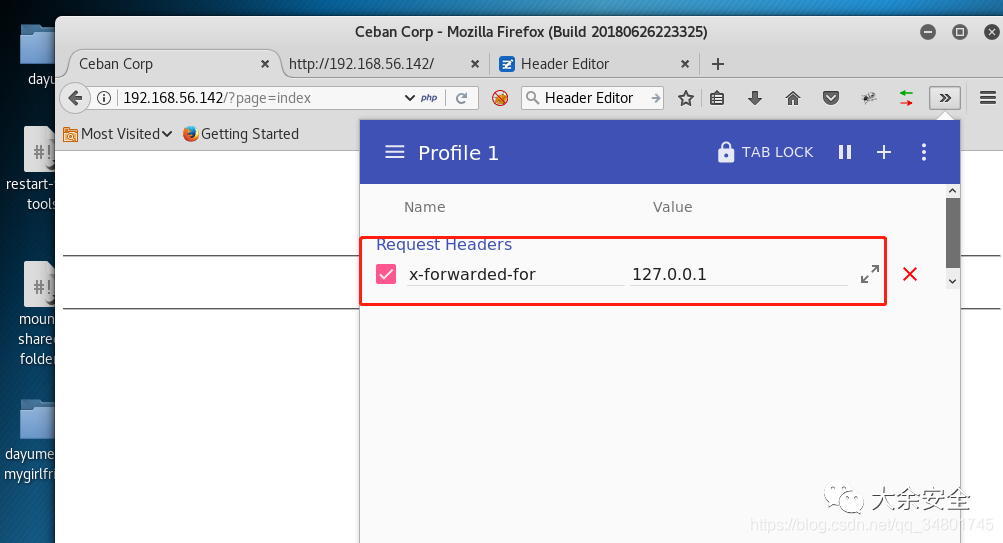 Ceban Corp - Mozilla Firefox (Build 20180626223325)
Ceban Corp
http://192.168.56.142/
Header Editor
192.168.56.142/?page=index
php
Header Editor
Most Visited
Getting Started
dayu
#!
restart-
tools
#!
moun
share
folde
dayume
mygirlfri
Profile 1
TAB LOCK
Name
Value
Request Headers
x-forwarded-for
127.0.0.1
大余安全
https://blog.csdn.net/qq_34801745